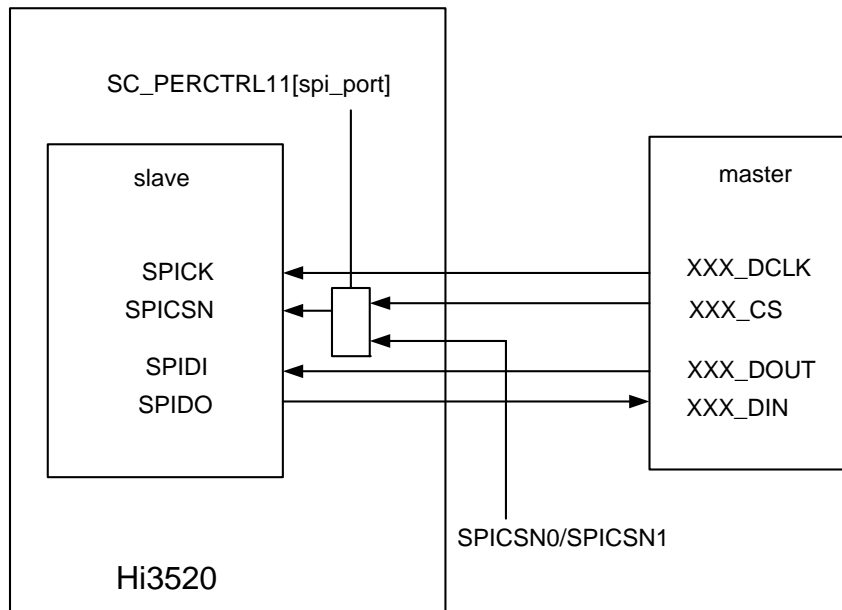 SC_PERCTRL11[spi_port]
slave
master
SPICK
XXX_DCLK
SPICSN
XXX_CS
SPIDI
XXX_DOUT
SPIDO
XXX_DIN
SPICSN0/SPICSN1
Hi3520